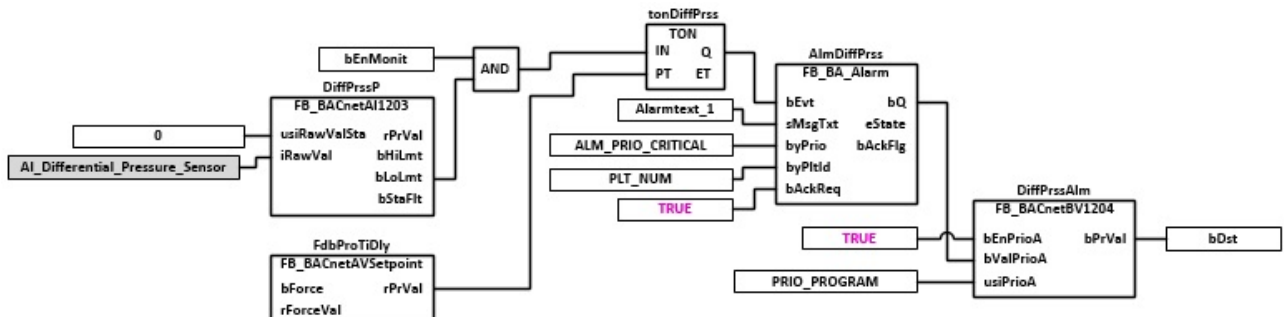 tonDiffPrss
TON
IN Q
PT ET
bEnMonit
AND
AlmDiffPrss
FB_BA_Alarm
bEvt bQ
sMsgTxt eState
byPrio bAckFlg
byPltId
bAckReq
DiffPrssP
FB_BACnetAI1203
usiRawValSta rPrVal
iRawVal bHiLmt
bLoLmt
bStaFlt
0
AI_Differential_Pressure_Sensor
Alarmtext_1
ALM_PRIO_CRITICAL
PLT_NUM
TRUE
DiffPrssAlm
FB_BACnetBV1204
bEnPrioA bPrVal
bValPrioA
usiPrioA
TRUE
bDst
PRIO_PROGRAM
FdbProTiDly
FB_BACnetAVSetpoint
bForce rPrVal
rForceVal